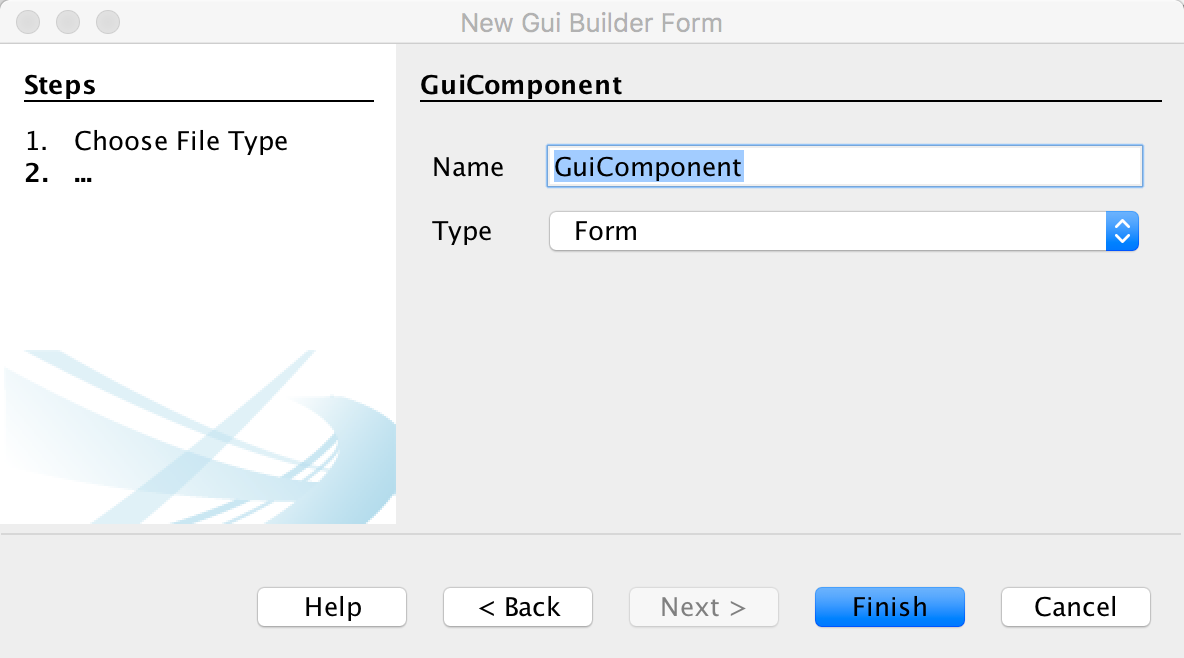 New Gui Builder Form
Steps
1. Choose File Type
2. ...
GuiComponent
Name GuiComponent
Type Form
Help < Back Next > Finish Cancel